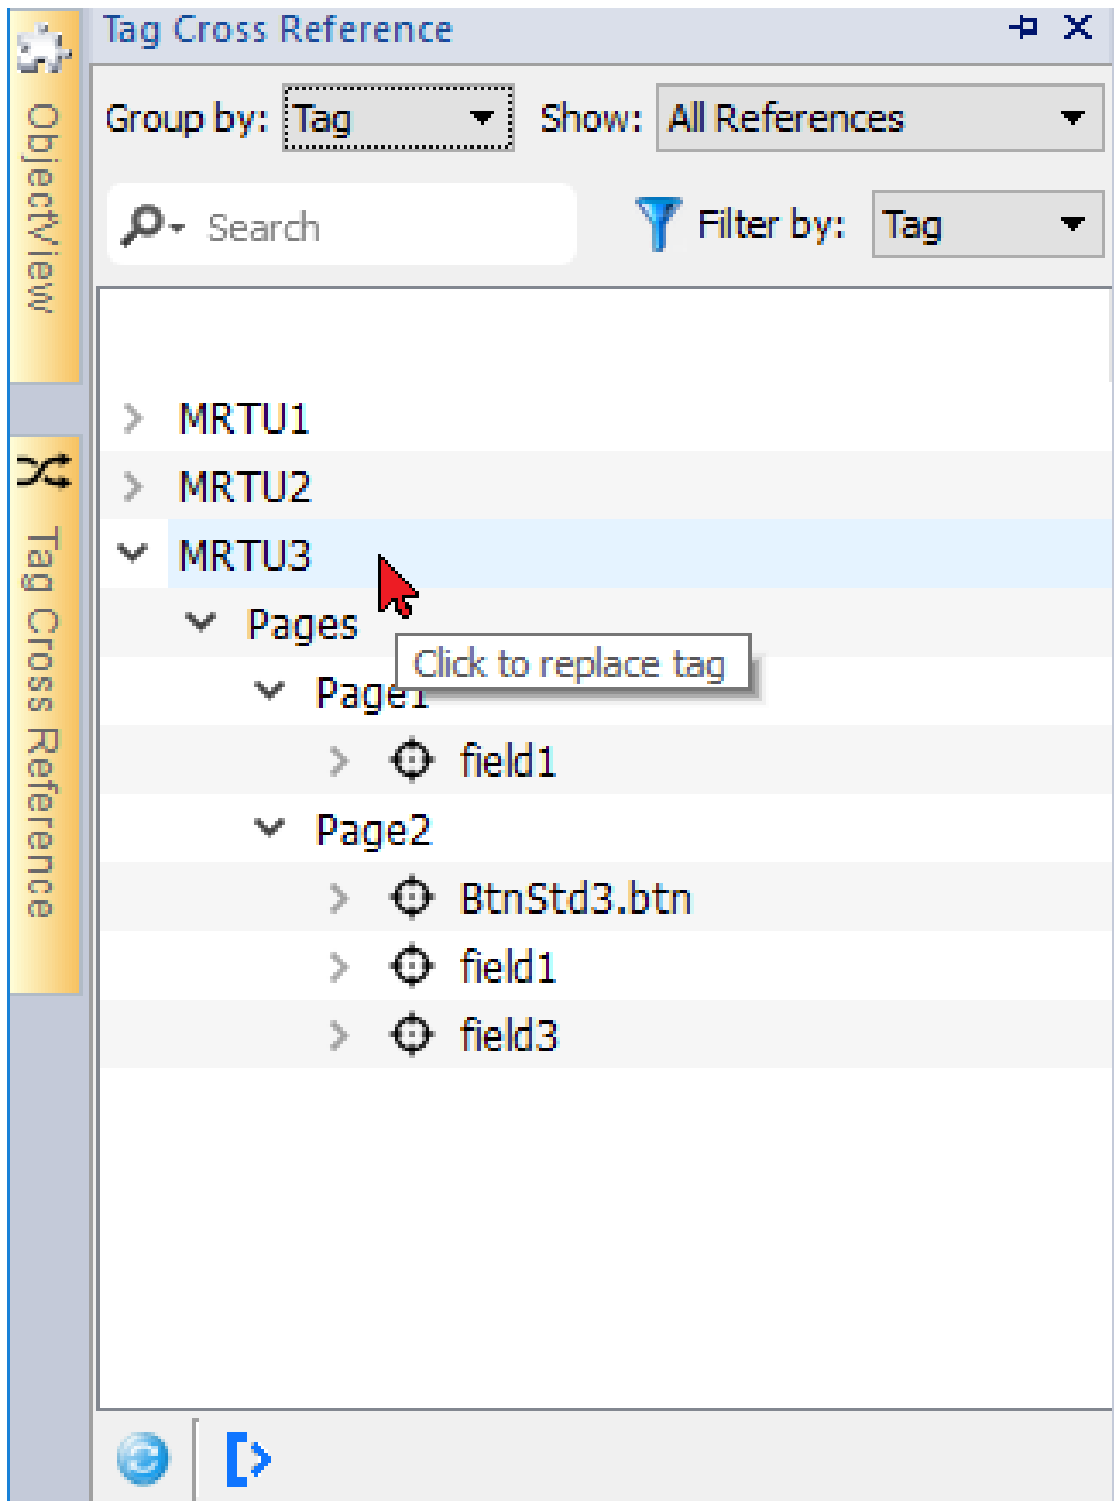 Tag Cross Reference
Group by: Tag Show: All References
Search Filter by: Tag
ObjectView
Tag Cross Reference
MRTU1
MRTU2
MRTU3
Pages
Click to replace tag
Page1
field1
Page2
BtnStd3.btn
field1
field3